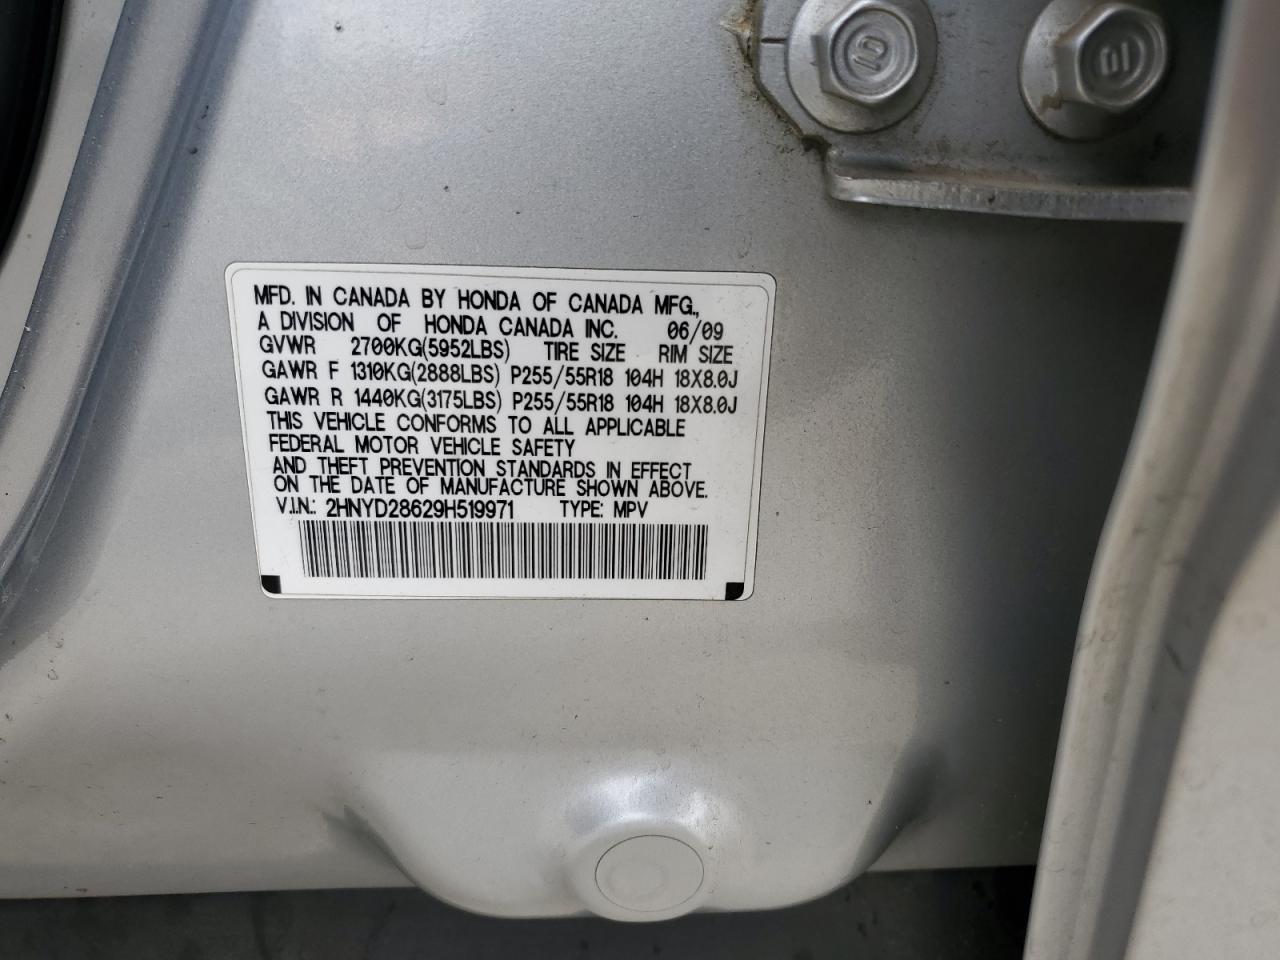 MFD. IN CANADA BY HONDA OF CANADA MFG.,
A DIVISION OF HONDA CANADA INC. 06/09
GVWR 2700KG(5952LBS) TIRE SIZE RIM SIZE
GAWR F 1310KG(2888LBS) P255/55R18 104H 18X8.0J
GAWR R 1440KG(3175LBS) P255/55R18 104H 18X8.0J
THIS VEHICLE CONFORMS TO ALL APPLICABLE
FEDERAL MOTOR VEHICLE SAFETY
AND THEFT PREVENTION STANDARDS IN EFFECT
ON THE DATE OF MANUFACTURE SHOWN ABOVE.
V.I.N.: 2HNYD28629H519971 TYPE: MPV